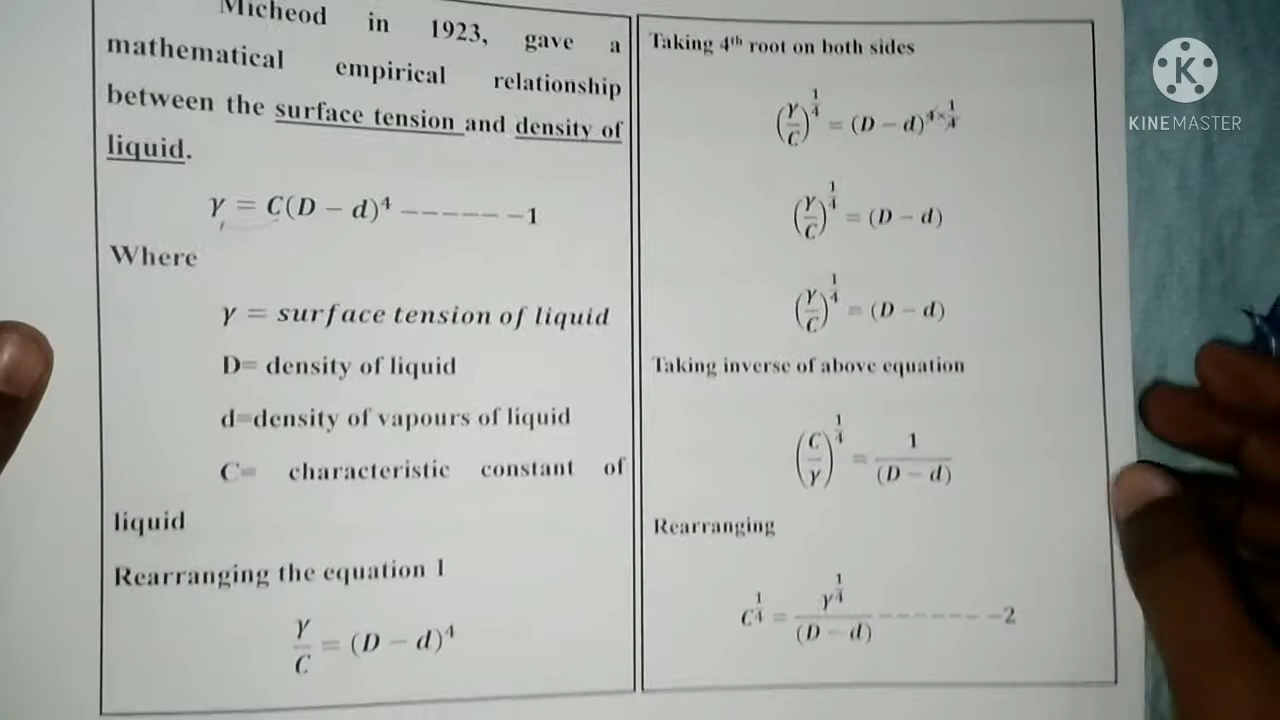 Micheod in 1923, gave a
mathematical empirical relationship
between the surface tension and density of
liquid.
γ = C(D − d)⁴ −−−−−− −1
Where
γ = surface tension of liquid
D= density of liquid
d=density of vapours of liquid
C= characteristic constant of
liquid
Rearranging the equation 1
γ/C = (D − d)⁴
Taking 4ᵗʰ root on both sides
(γ/C)^(1/4) = (D − d)^(4×1/4)
(γ/C)^(1/4) = (D − d)
(γ/C)^(1/4) = (D − d)
Taking inverse of above equation
(C/γ)^(1/4) = 1/(D − d)
Rearranging
C^(1/4) = γ^(1/4)/(D − d) −−−−−−−− −2
K
KINEMASTER